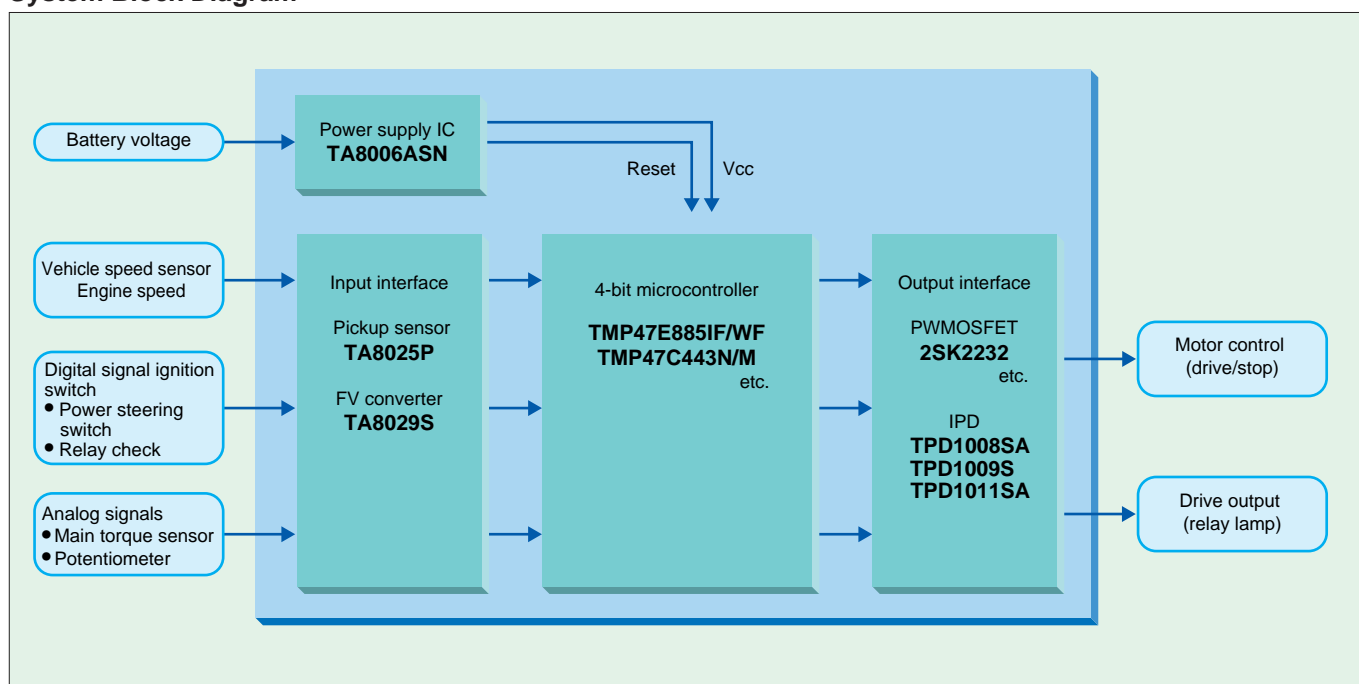 System Block Diagram
Battery voltage
Power supply IC
TA8006ASN
Reset
Vcc
Vehicle speed sensor
Engine speed
Digital signal ignition
switch
● Power steering
switch
● Relay check
Analog signals
● Main torque sensor
● Potentiometer
Input interface
Pickup sensor
TA8025P
FV converter
TA8029S
4-bit microcontroller
TMP47E885IF/WF
TMP47C443N/M
etc.
Output interface
PWMOSFET
2SK2232
etc.
IPD
TPD1008SA
TPD1009S
TPD1011SA
Motor control
(drive/stop)
Drive output
(relay lamp)